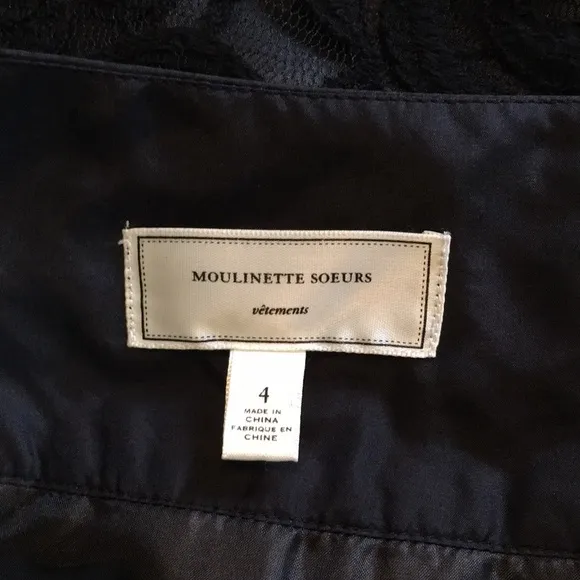 MOULINETTE SOEURS
vêtements
4
MADE IN
CHINA
FABRIQUE EN
CHINE